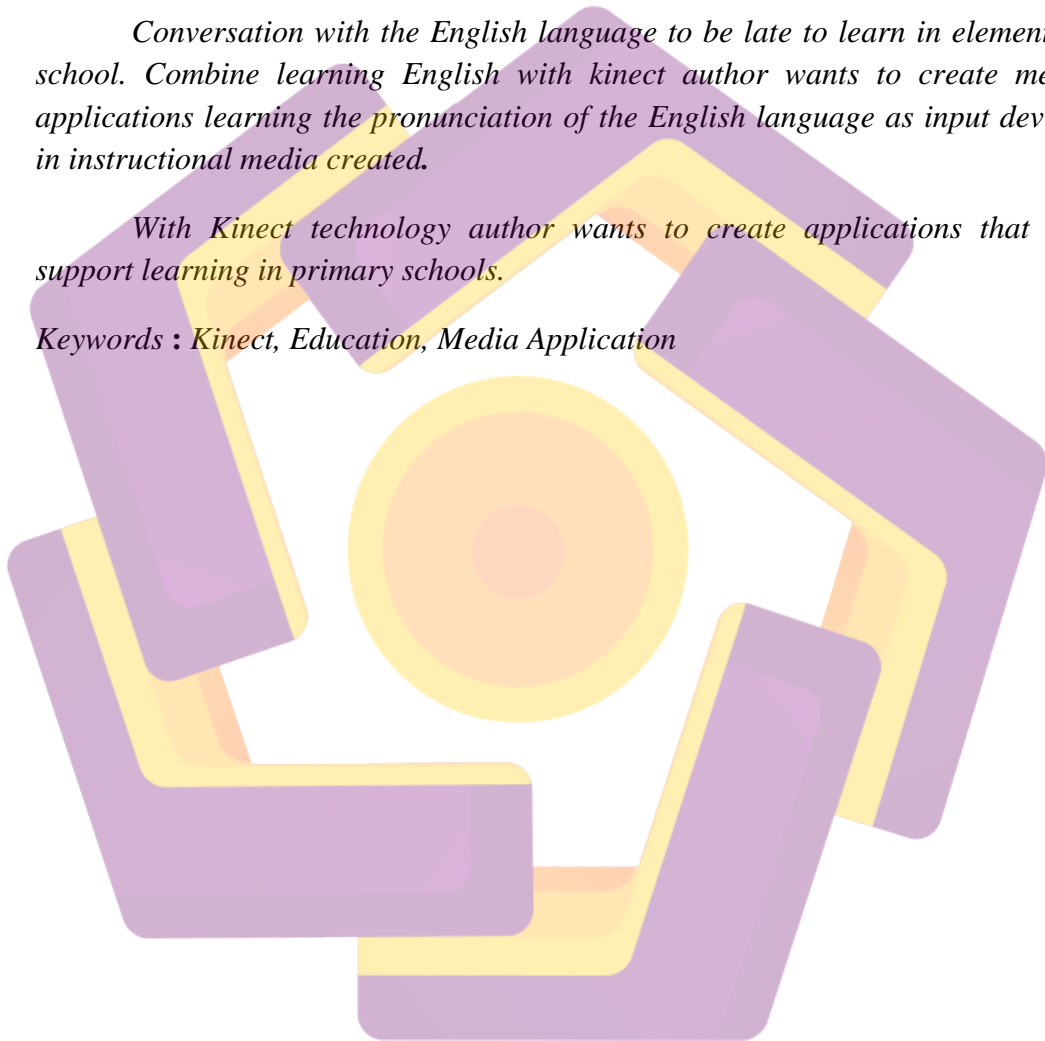 Conversation with the English language to be late to learn in element
school. Combine learning English with kinect author wants to create me
applications learning the pronunciation of the English language as input dev
in instructional media created.
With Kinect technology author wants to create applications that
support learning in primary schools.
Keywords : Kinect, Education, Media Application